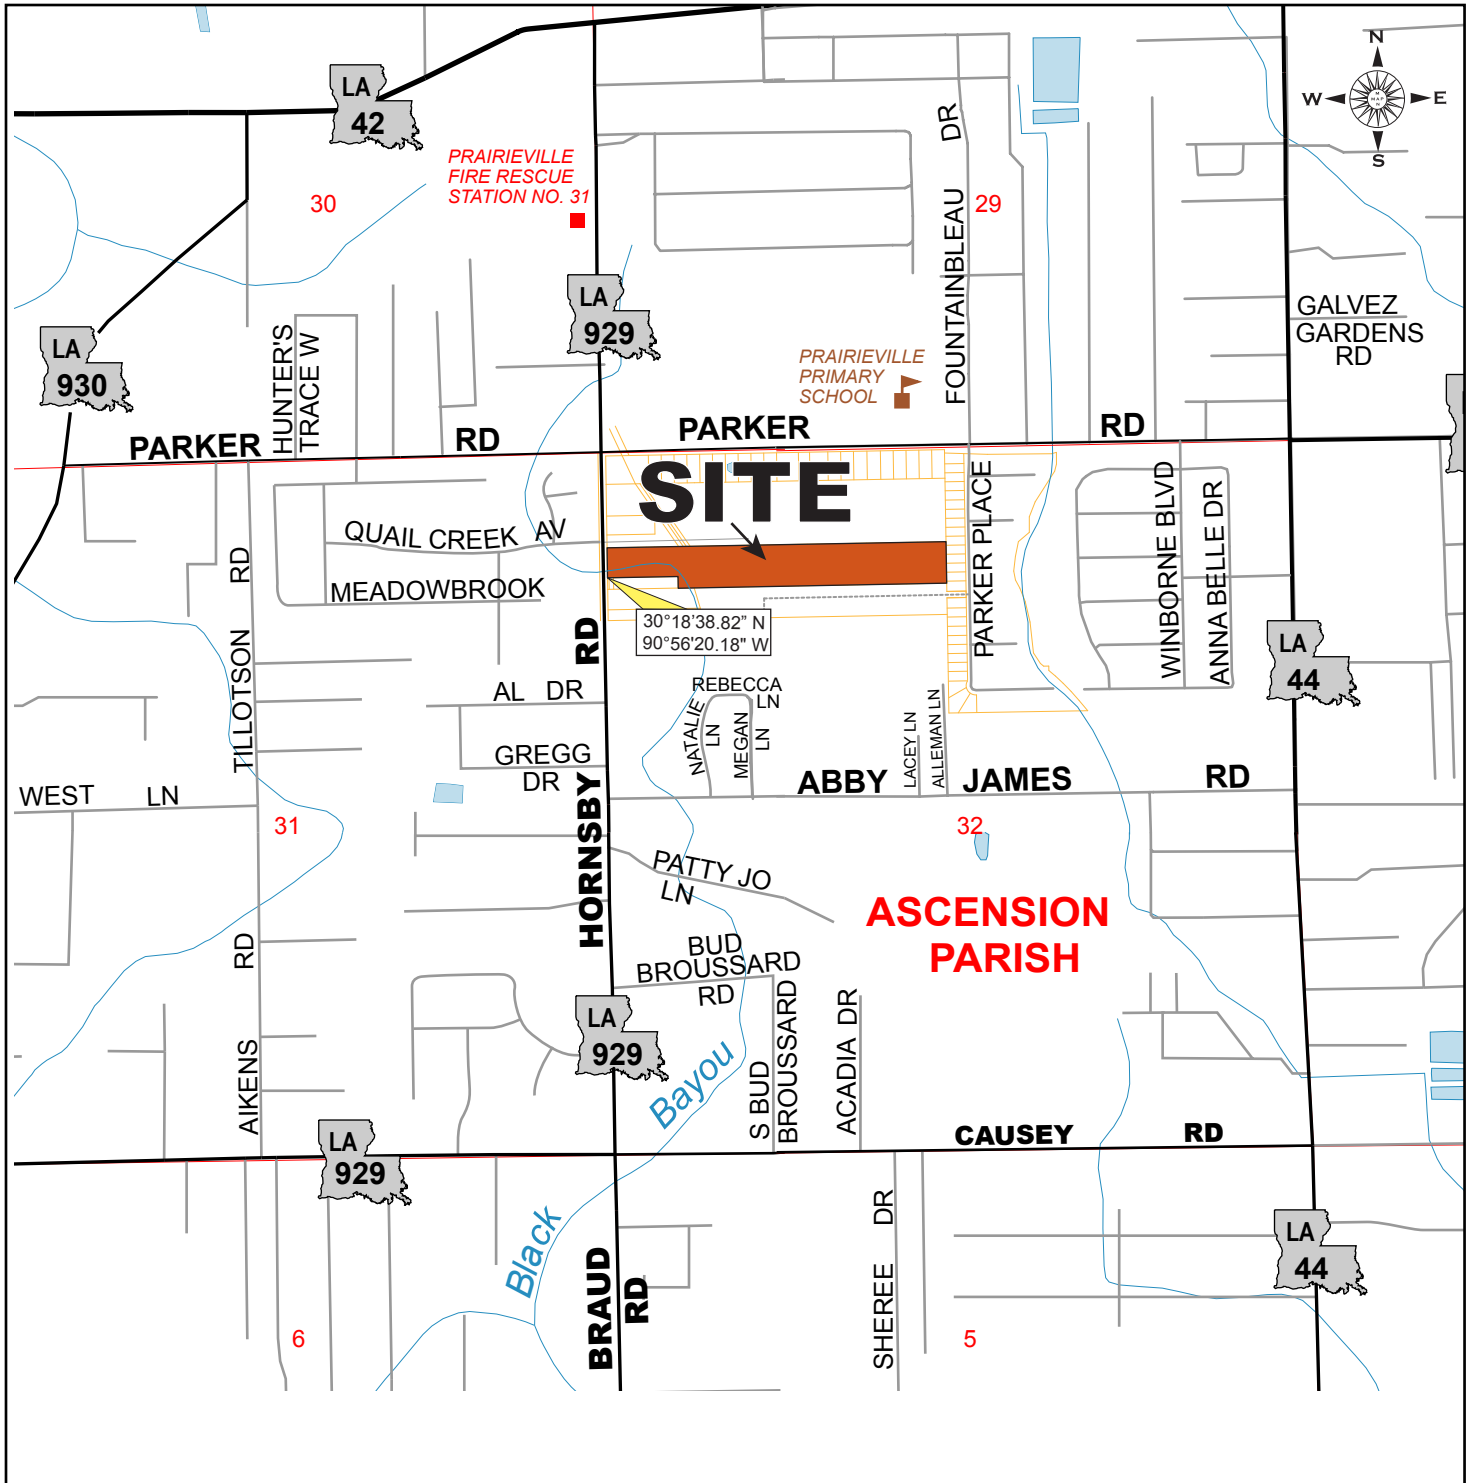 LA
42
N
W
E
S
M
MAP
N
PRAIRIEVILLE
FIRE RESCUE
STATION NO. 31
30
29
FOUNTAINBLEAU DR
LA
929
GALVEZ
GARDENS
RD
LA
930
HUNTER'S
TRACE W
PRAIRIEVILLE
PRIMARY
SCHOOL
PARKER RD
PARKER RD
SITE
QUAIL CREEK AV
MEADOWBROOK
PARKER PLACE
WINBORNE BLVD
ANNA BELLE DR
30°18'38.82" N
90°56'20.18" W
TILLOTSON RD
HORNSBY RD
LA
44
AL DR
REBECCA
LN
NATALIE
LN
MEGAN
LN
LACEY LN
ALLEMAN LN
GREGG
DR
WEST LN
ABBY JAMES RD
31
32
PATTY JO
LN
ASCENSION
PARISH
BUD
BROUSSARD
RD
AIKENS RD
LA
929
S BUD
BROUSSARD
ACADIA DR
Black Bayou
CAUSEY RD
LA
929
SHEREE DR
BRAUD
RD
LA
44
6
5